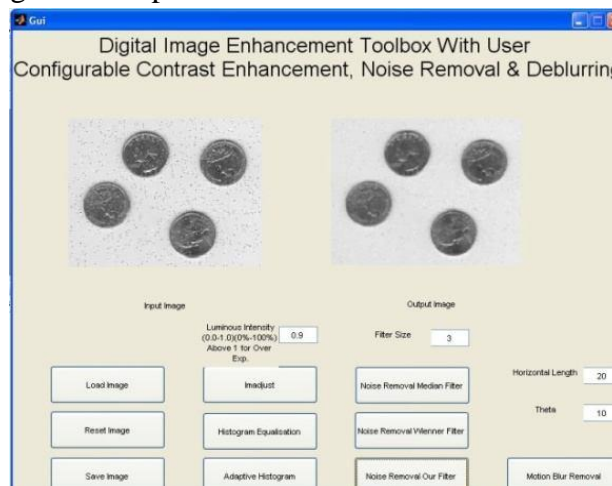 Gui
Digital Image Enhancement Toolbox With User
Configurable Contrast Enhancement, Noise Removal & Deblurring
Input Image
Output Image
Luminous Intensity
(0.0-1.0)(0%-100%)
Above 1 for Over
Exp.
0.9
Filter Size
3
Horizontal Length
20
Theta
10
Load Image
Imadjust
Noise Removal Median Filter
Reset Image
Histogram Equalisation
Noise Removal Wienner Filter
Save Image
Adaptive Histogram
Noise Removal Our Filter
Motion Blur Removal